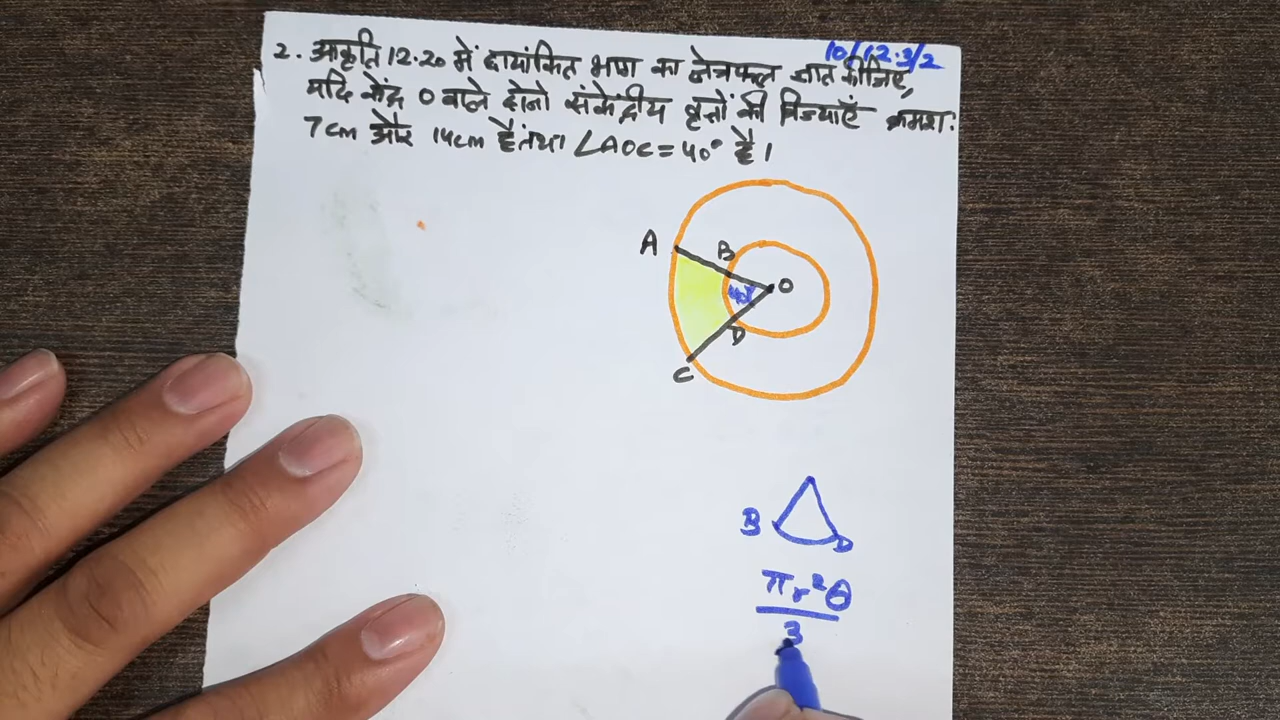 10/12.3/2
2. आकृति 12.20 में छायांकित भाग का क्षेत्रफल ज्ञात कीजिए,
यदि केंद्र O वाले दोनों संकेंद्रीय वृत्तों की त्रिज्याएँ क्रमश:
7cm और 14cm हैं तथा ∠AOC = 40° है।
A
B
O
40°
D
C
B
D
πr²θ
3